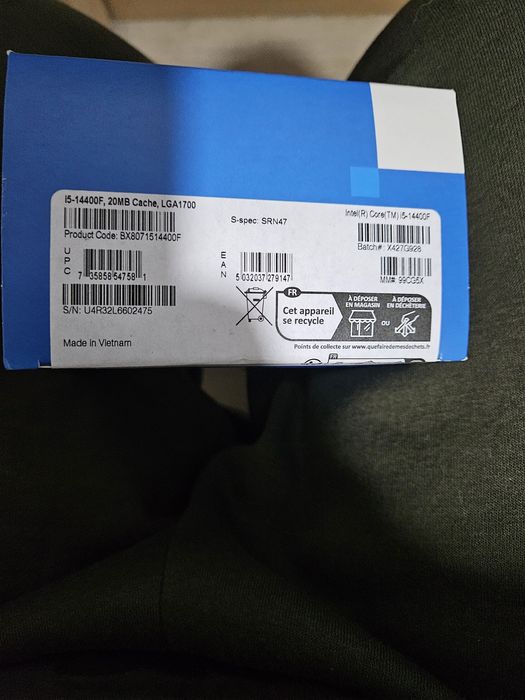 I5-14400F, 20MB Cache, LGA1700
S-spec: SRN47
Intel(R) Core(TM) i5-14400F
Product Code: BX8071514400F
Batch#: X427G928
UPC
7 35858 54758 1
EAN
5 032037 279147
MM# 99CG5X
S/N: U4R32L6602475
FR
Cet appareil
se recycle
À DÉPOSER
EN MAGASIN
OU
À DÉPOSER
EN DÉCHÈTERIE
Points de collecte sur www.quefairedemesdechets.fr
Made in Vietnam
FR